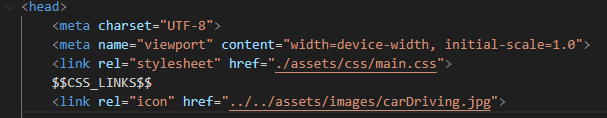 <head>
<meta charset="UTF-8">
<meta name="viewport" content="width=device-width, initial-scale=1.0">
<link rel="stylesheet" href="./assets/css/main.css">
$$CSS_LINKS$$
<link rel="icon" href="../../assets/images/carDriving.jpg">